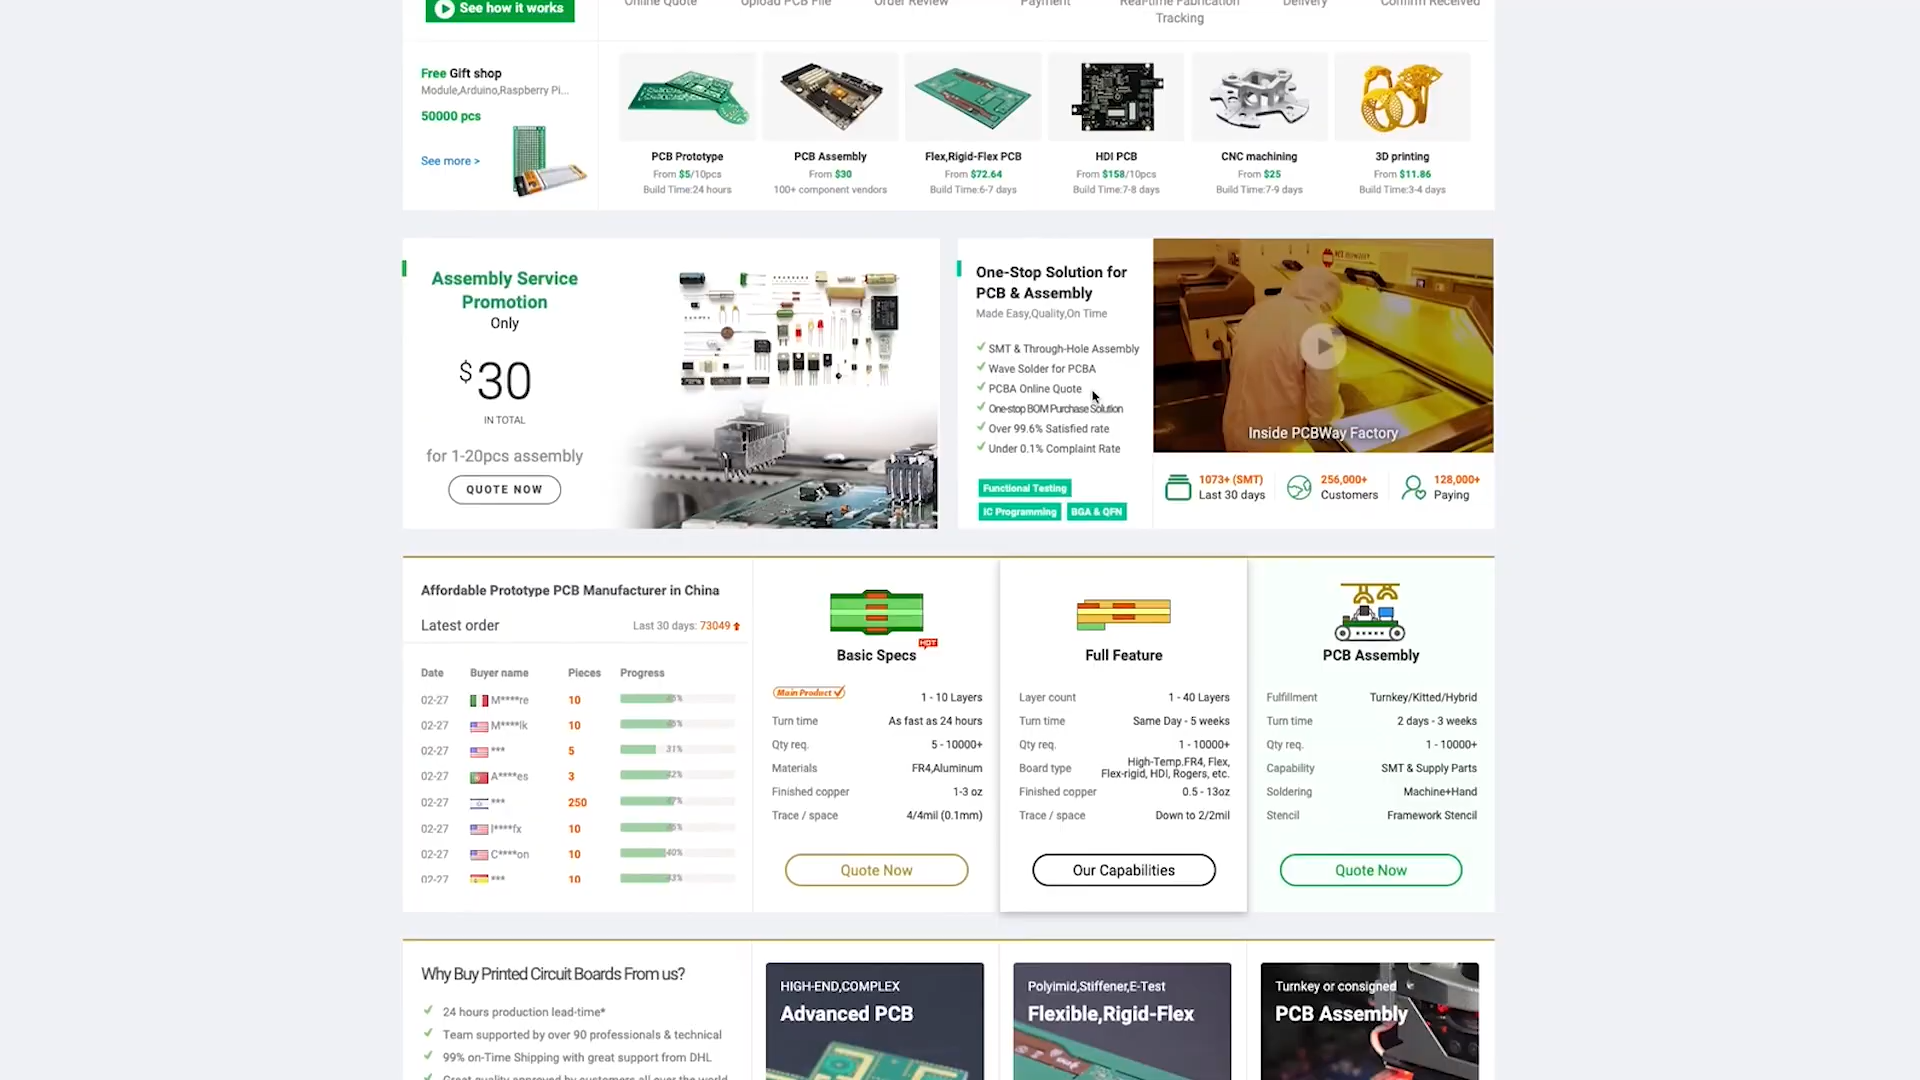 See how it works
Online Quote
Upload PCB File
Order Review
Payment
Real-time Fabrication
Tracking
Delivery
Confirm Received
Free Gift shop
Module,Arduino,Raspberry Pi...
50000 pcs
See more >
PCB Prototype
From $5/10pcs
Build Time:24 hours
PCB Assembly
From $30
100+ component vendors
Flex,Rigid-Flex PCB
From $72.64
Build Time:6-7 days
HDI PCB
From $158/10pcs
Build Time:7-8 days
CNC machining
From $25
Build Time:7-9 days
3D printing
From $11.86
Build Time:3-4 days
Assembly Service
Promotion
Only
$30
IN TOTAL
for 1-20pcs assembly
QUOTE NOW
One-Stop Solution for
PCB & Assembly
Made Easy,Quality,On Time
SMT & Through-Hole Assembly
Wave Solder for PCBA
PCBA Online Quote
One-stop BOM Purchase Solution
Over 99.6% Satisfied rate
Under 0.1% Complaint Rate
Functional Testing
IC Programming
BGA & QFN
Inside PCBWay Factory
1073+ (SMT)
Last 30 days
256,000+
Customers
128,000+
Paying
Affordable Prototype PCB Manufacturer in China
Latest order
Last 30 days: 73049
Date Buyer name Pieces Progress
02-27 M****re 10
02-27 M****lk 10
02-27 *** 5 31%
02-27 A****es 3 42%
02-27 *** 250
02-27 I****fx 10
02-27 C****on 10 40%
02-27 *** 10 43%
HOT
Basic Specs
Main Product
1 - 10 Layers
Turn time As fast as 24 hours
Qty req. 5 - 10000+
Materials FR4,Aluminum
Finished copper 1-3 oz
Trace / space 4/4mil (0.1mm)
Quote Now
Full Feature
Layer count 1 - 40 Layers
Turn time Same Day - 5 weeks
Qty req. 1 - 10000+
Board type High-Temp.FR4, Flex,
Flex-rigid, HDI, Rogers, etc.
Finished copper 0.5 - 13oz
Trace / space Down to 2/2mil
Our Capabilities
PCB Assembly
Fulfillment Turnkey/Kitted/Hybrid
Turn time 2 days - 3 weeks
Qty req. 1 - 10000+
Capability SMT & Supply Parts
Soldering Machine+Hand
Stencil Framework Stencil
Quote Now
Why Buy Printed Circuit Boards From us?
24 hours production lead-time*
Team supported by over 90 professionals & technical
99% on-Time Shipping with great support from DHL
Great quality approved by customers all over the world
HIGH-END,COMPLEX
Advanced PCB
Polyimid,Stiffener,E-Test
Flexible,Rigid-Flex
Turnkey or consigned
PCB Assembly